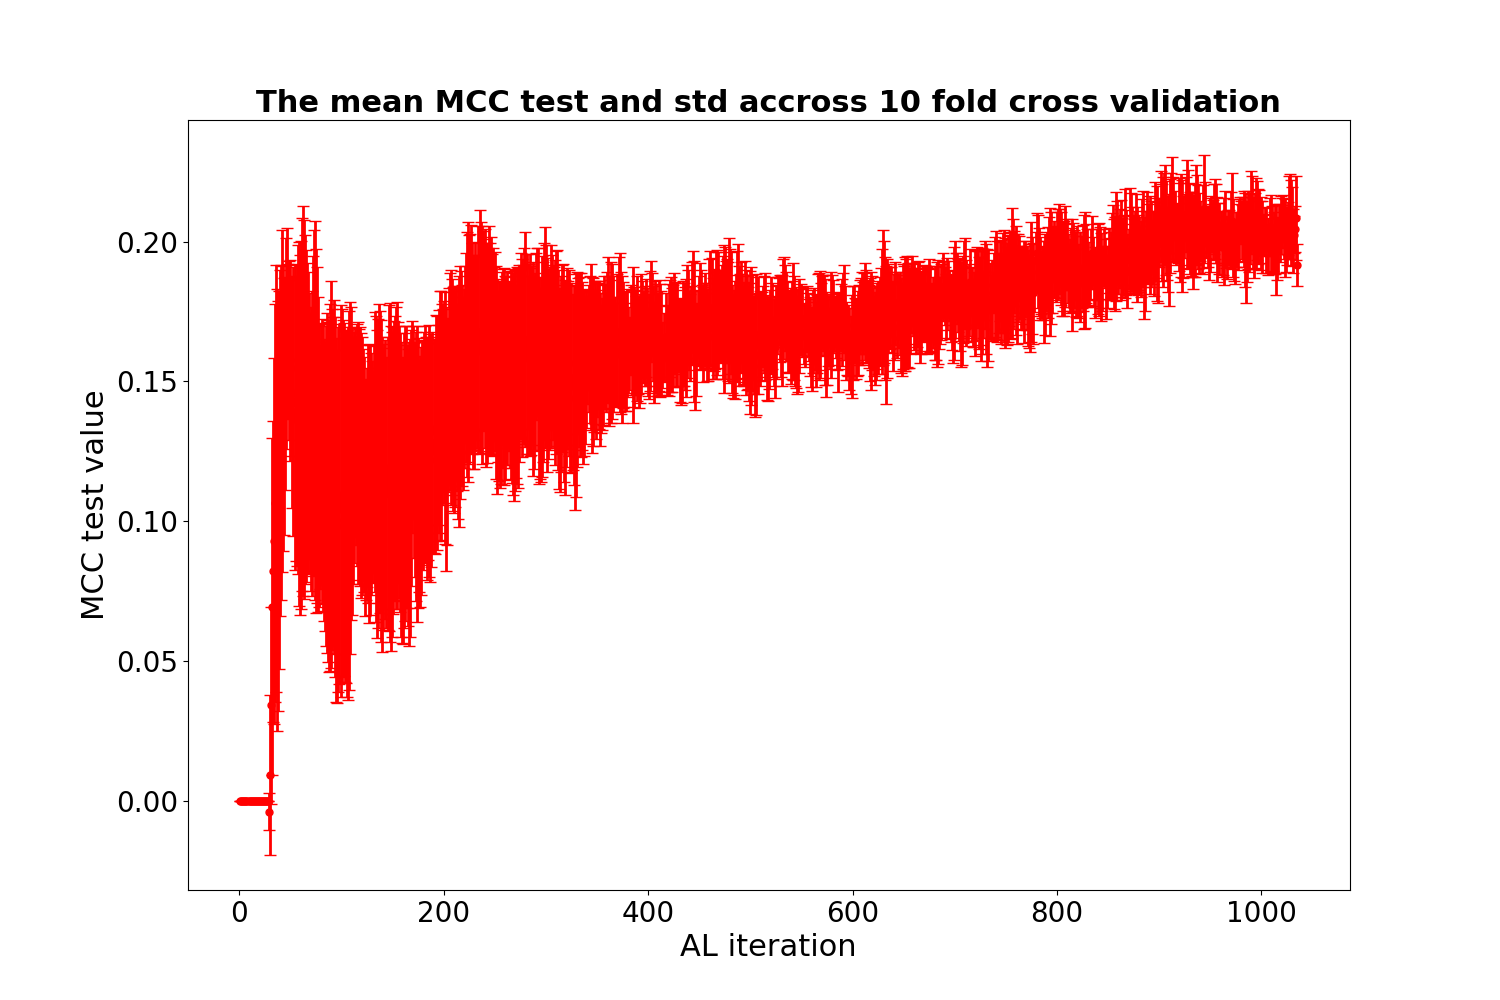 The mean MCC test and std accross 10 fold cross validation
MCC test value
0.20
0.15
0.10
0.05
0.00
0 200 400 600 800 1000
AL iteration